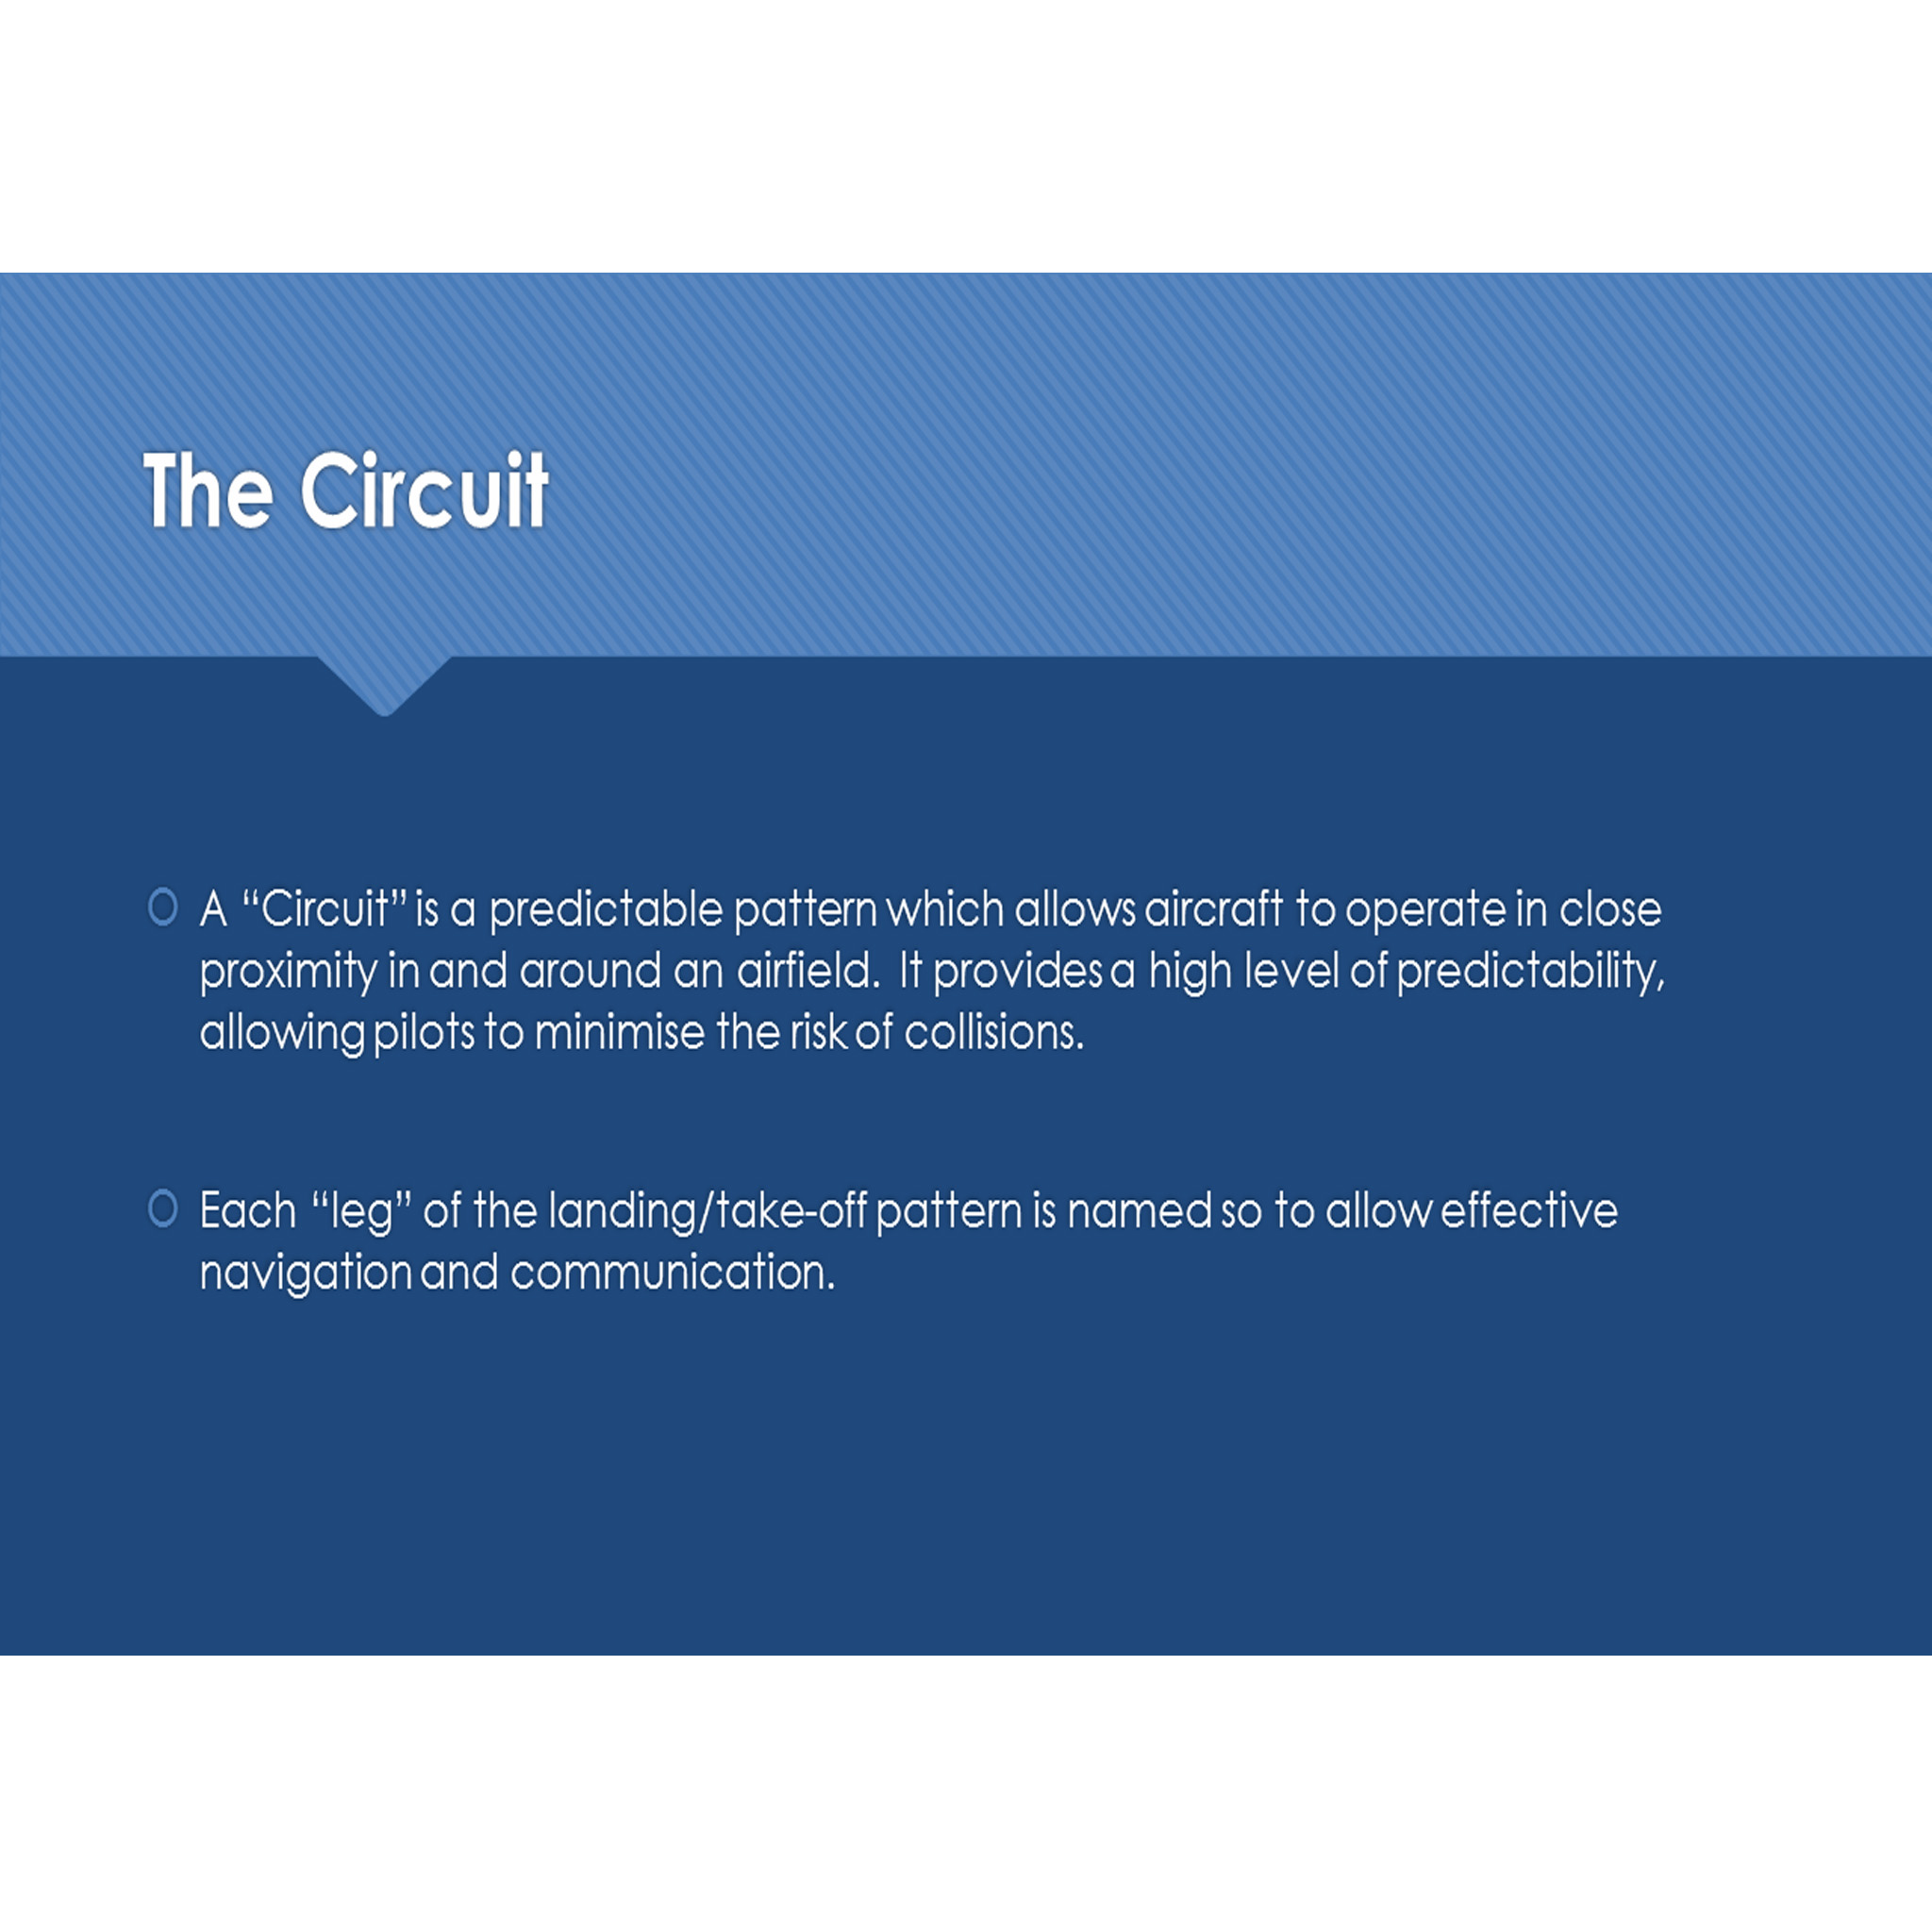 The Circuit
A “Circuit” is a predictable pattern which allows aircraft to operate in close
proximity in and around an airfield. It provides a high level of predictability,
allowing pilots to minimise the risk of collisions.
Each “leg” of the landing/take-off pattern is named so to allow effective
navigation and communication.